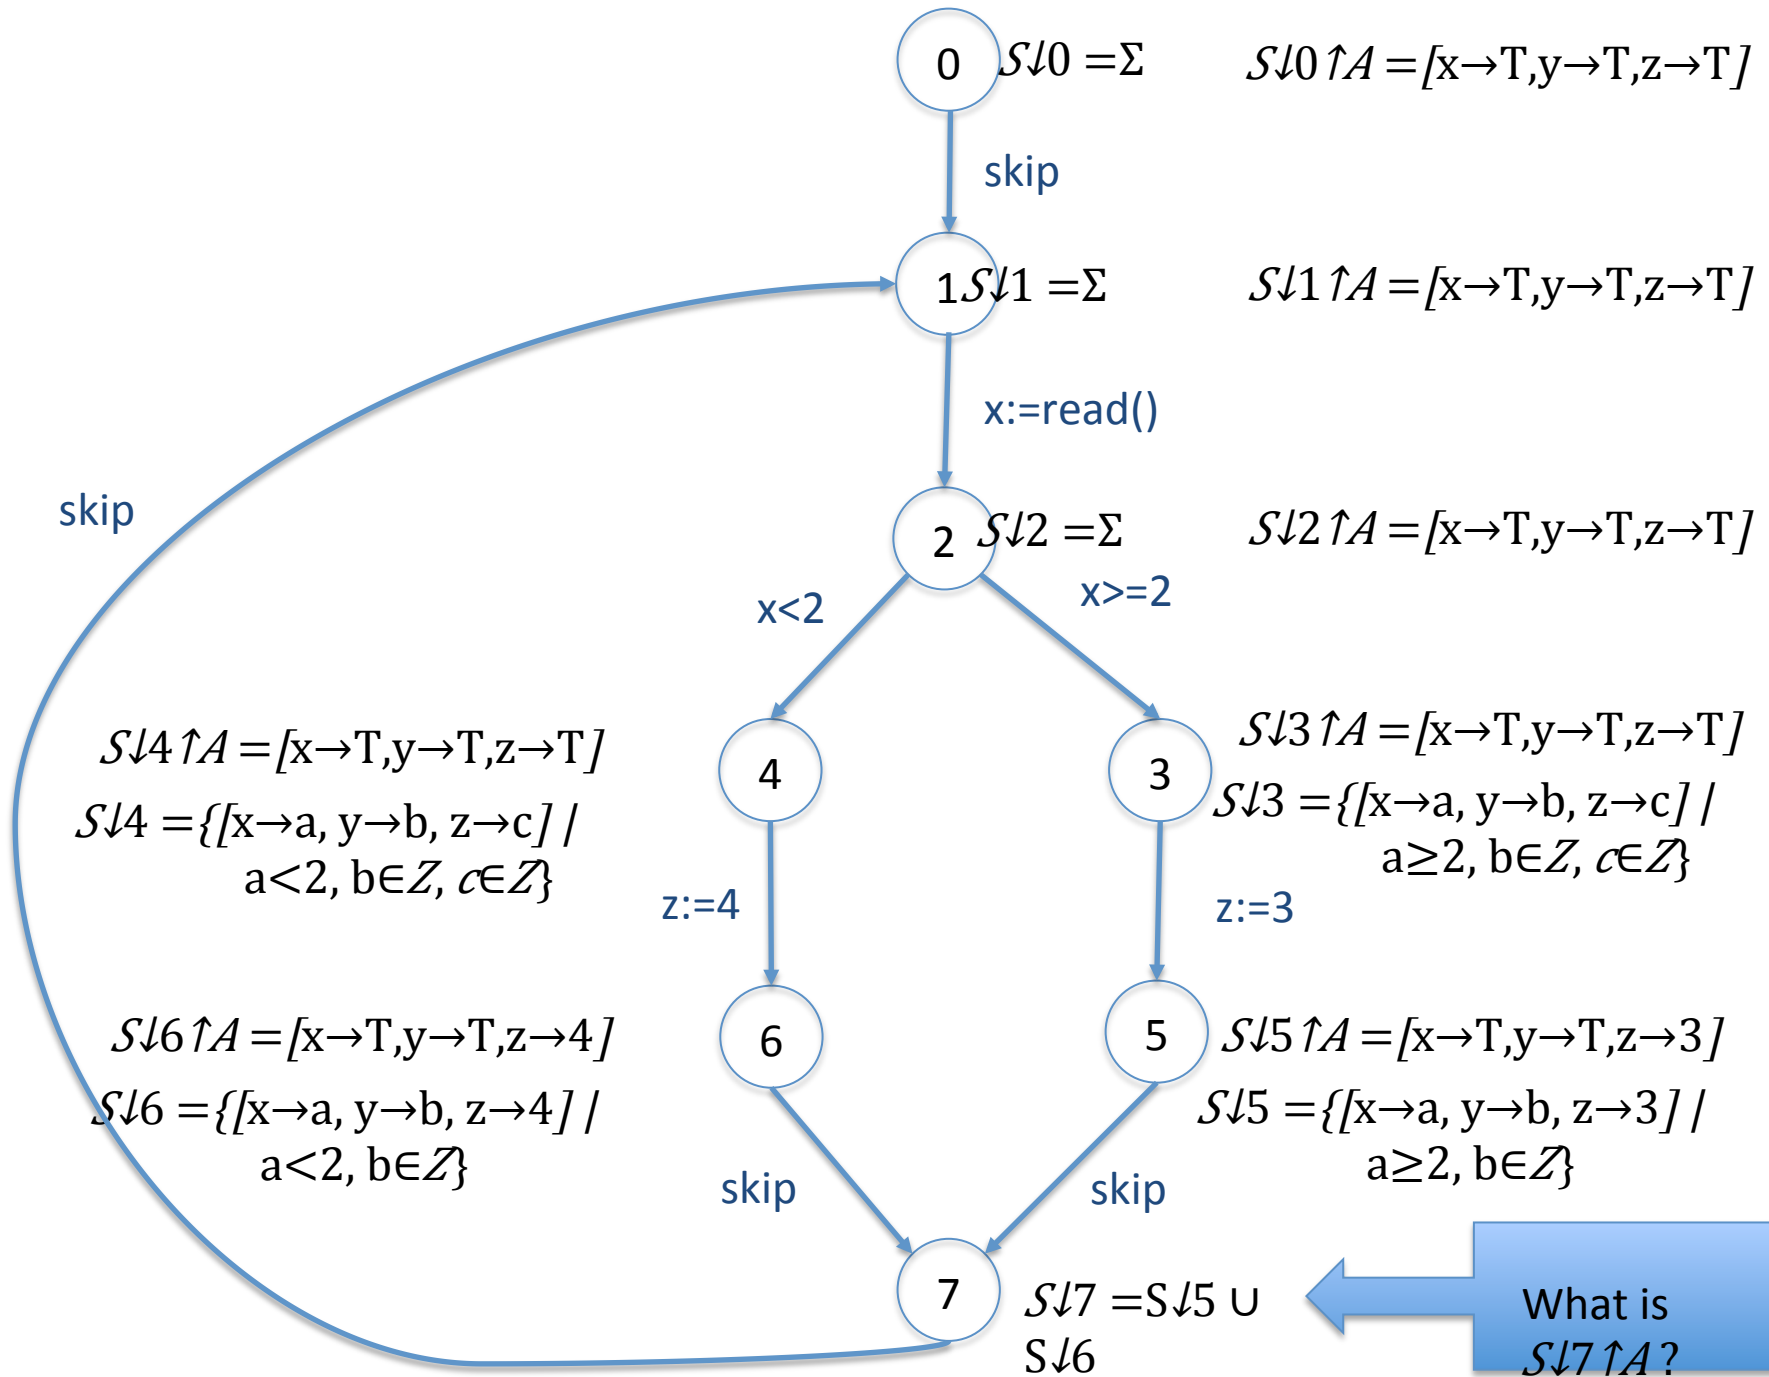 0
S↓0 =Σ
S↓0↑A =[x→T,y→T,z→T]
skip
1
S↓1 =Σ
S↓1↑A =[x→T,y→T,z→T]
x:=read()
skip
2
S↓2 =Σ
S↓2↑A =[x→T,y→T,z→T]
x<2
x>=2
S↓4↑A =[x→T,y→T,z→T]
S↓4 ={[x→a, y→b, z→c] |
a<2, b∈Z, c∈Z}
4
3
S↓3↑A =[x→T,y→T,z→T]
S↓3 ={[x→a, y→b, z→c] |
a≥2, b∈Z, c∈Z}
z:=4
z:=3
S↓6↑A =[x→T,y→T,z→4]
S↓6 ={[x→a, y→b, z→4] |
a<2, b∈Z}
6
5
S↓5↑A =[x→T,y→T,z→3]
S↓5 ={[x→a, y→b, z→3] |
a≥2, b∈Z}
skip
skip
7
S↓7 =S↓5 ∪
S↓6
What is
S↓7↑A ?